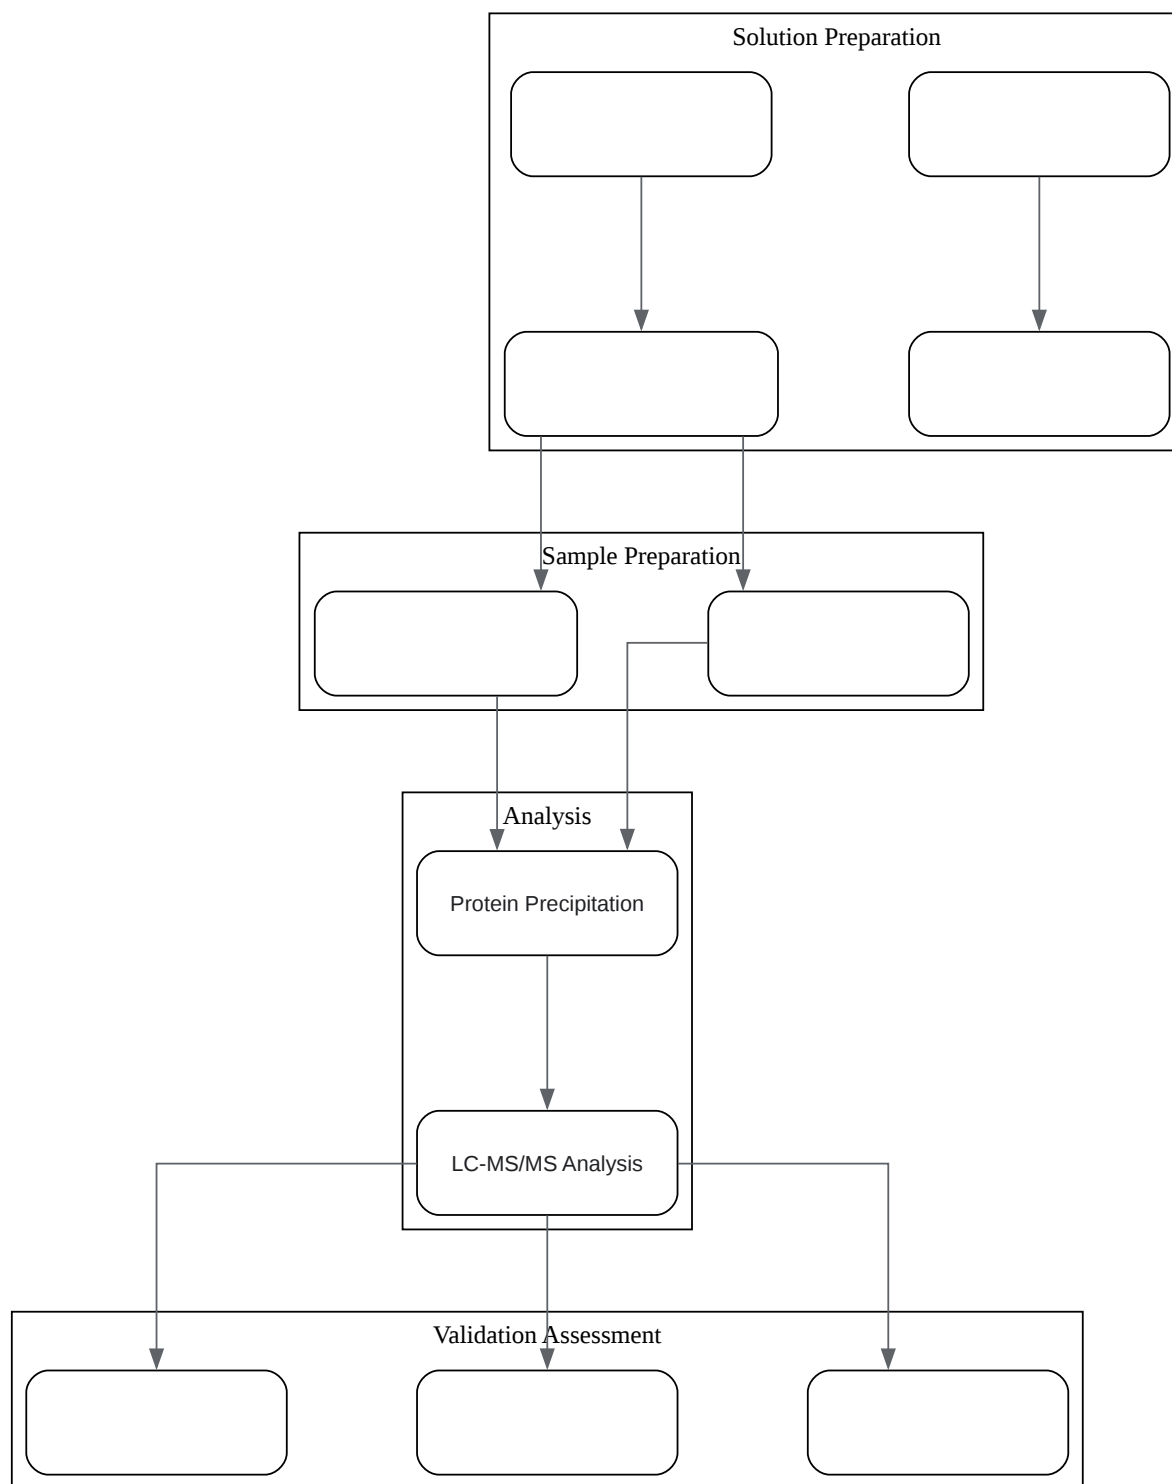 Solution Preparation
Sample Preparation
Analysis
Protein Precipitation
LC-MS/MS Analysis
Validation Assessment